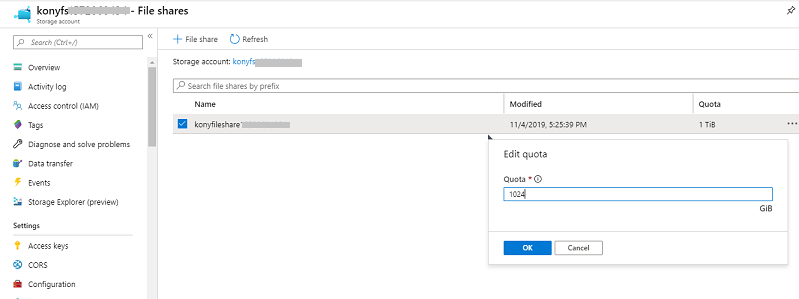 konyfs - File shares
Storage account
Search (Ctrl+/)
«
Overview
Activity log
Access control (IAM)
Tags
Diagnose and solve problems
Data transfer
Events
Storage Explorer (preview)
Settings
Access keys
CORS
Configuration
+ File share Refresh
Storage account: konyfs
Search file shares by prefix
Name Modified Quota
konyfileshare 11/4/2019, 5:25:39 PM 1 TiB ...
Edit quota
Quota *
1024
GiB
OK Cancel